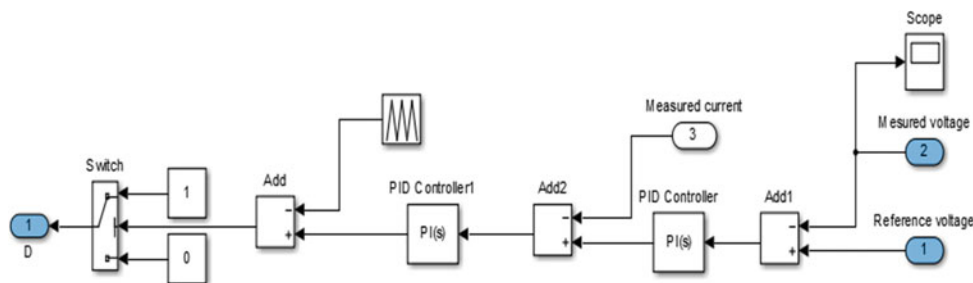 Scope
Measured current
3
Mesured voltage
2
Switch
1
Add
PID Controller1
Add2
PID Controller
Add1
Reference voltage
1
D
−
+
PI(s)
−
+
PI(s)
−
+
1
0